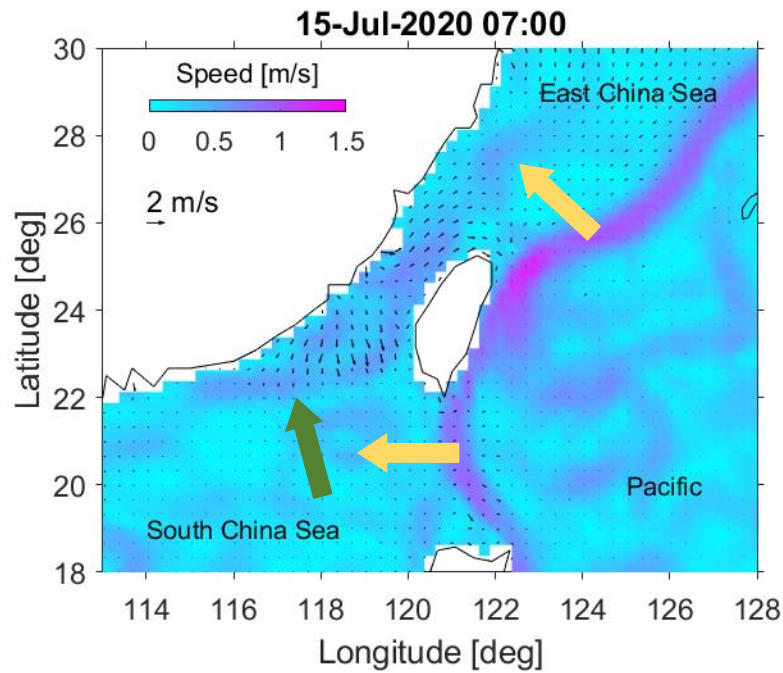 15-Jul-2020 07:00
Speed [m/s]
0 0.5 1 1.5
2 m/s
East China Sea
Pacific
South China Sea
Latitude [deg]
30
28
26
24
22
20
18
114 116 118 120 122 124 126 128
Longitude [deg]